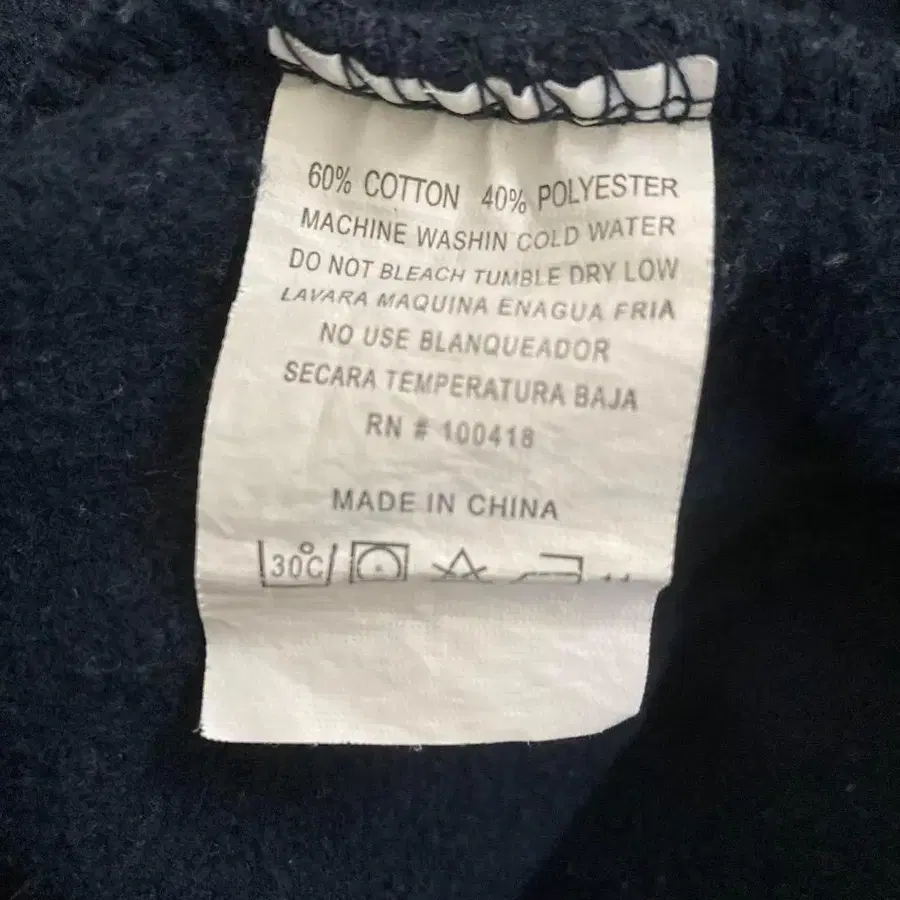 60% COTTON 40% POLYESTER
MACHINE WASHIN COLD WATER
DO NOT BLEACH TUMBLE DRY LOW
LAVARA MAQUINA ENAGUA FRIA
NO USE BLANQUEADOR
SECARA TEMPERATURA BAJA
RN # 100418
MADE IN CHINA
30°C